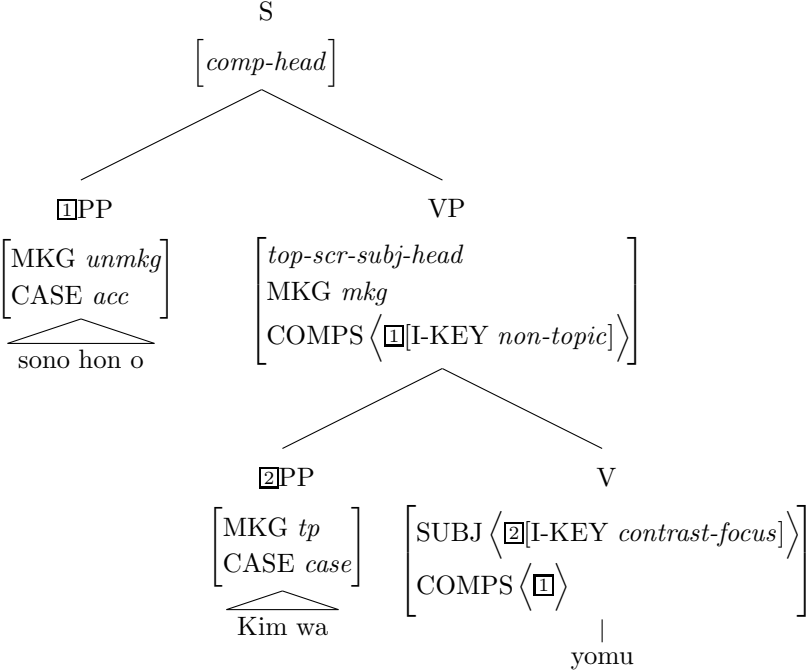 S
[comp-head]
1PP
VP
[MKG unmkg
CASE acc]
[top-scr-subj-head
MKG mkg
COMPS ⟨1[I-KEY non-topic]⟩]
sono hon o
2PP
V
[MKG tp
CASE case]
[SUBJ ⟨2[I-KEY contrast-focus]⟩
COMPS ⟨1⟩]
Kim wa
yomu